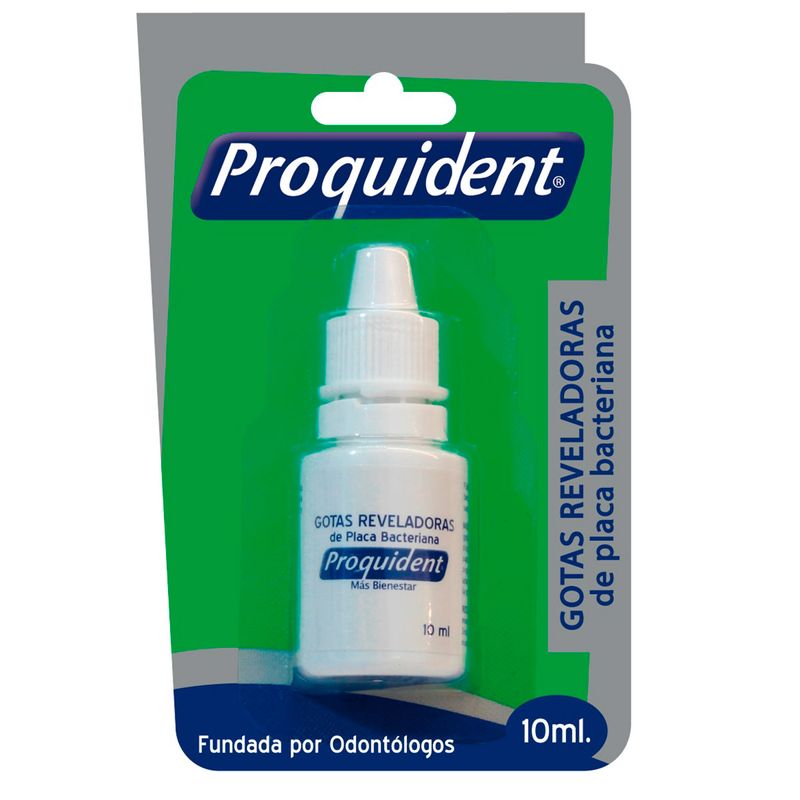 Proquident®
GOTAS REVELADORAS
de placa bacteriana
GOTAS REVELADORAS
de Placa Bacteriana
Proquident
Más Bienestar
10 ml
10ml.
Fundada por Odontólogos